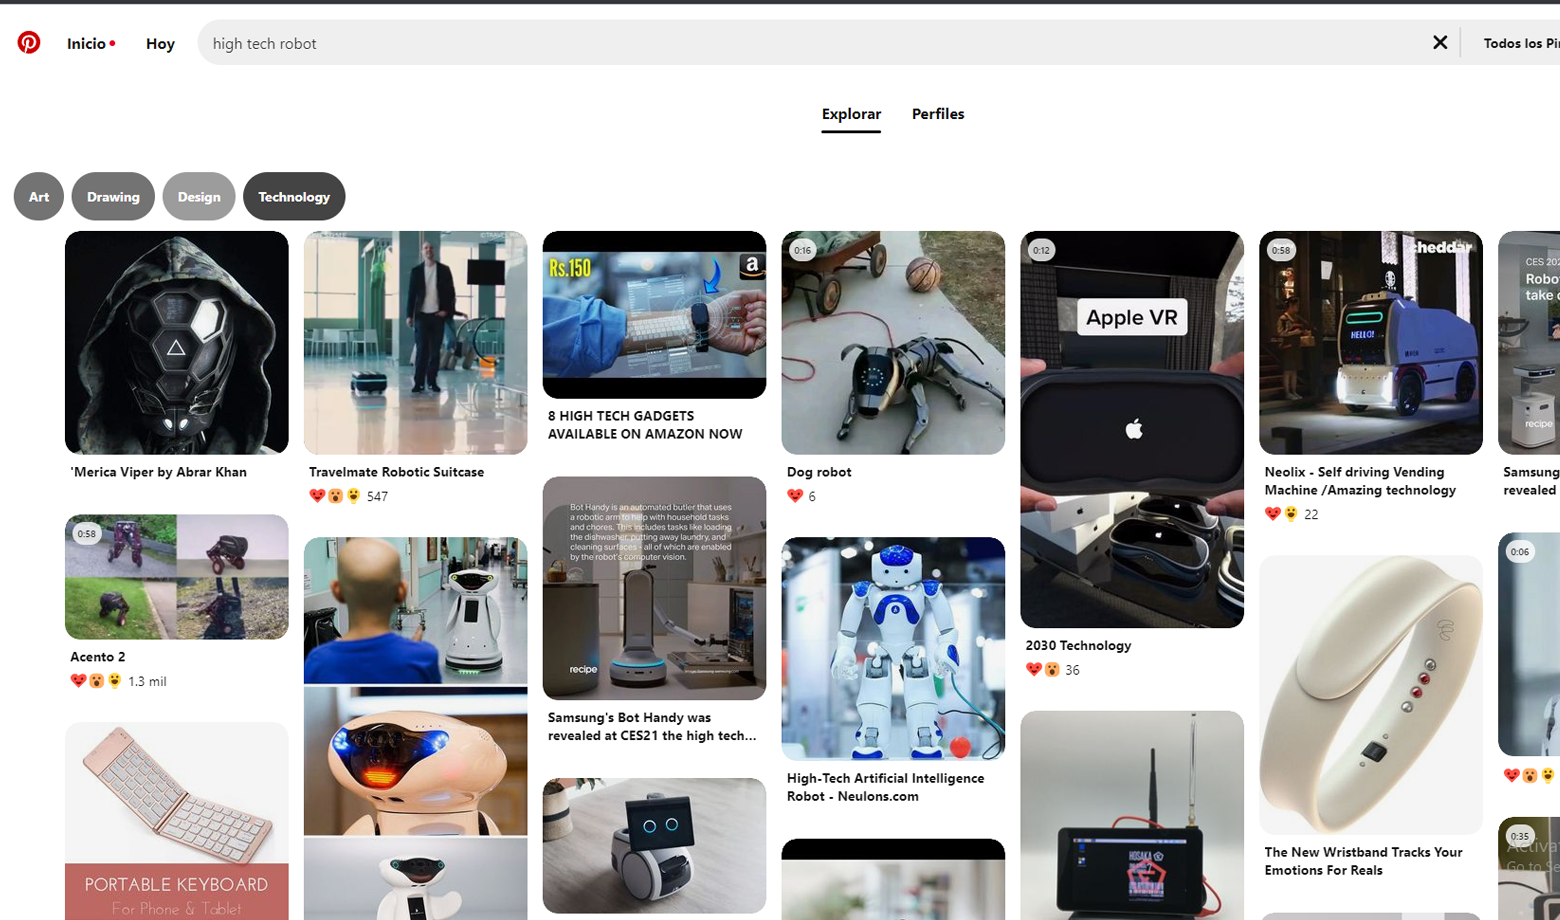 Inicio
Hoy
high tech robot
Todos los Pi
Explorar
Perfiles
Art
Drawing
Design
Technology
'Merica Viper by Abrar Khan
Travelmate Robotic Suitcase
547
Rs.150
a
8 HIGH TECH GADGETS
AVAILABLE ON AMAZON NOW
0:16
Dog robot
6
0:12
Apple VR
2030 Technology
36
0:58
cheddar
HELLO!
Neolix - Self driving Vending
Machine /Amazing technology
22
CES 202
Robo
take
recipe
Samsung
revealed
0:58
Acento 2
1.3 mil
PORTABLE KEYBOARD
For Phone & Tablet
Bot Handy is an automated butler that uses
a robotic arm to help with household tasks
and chores. This includes tasks like loading
the dishwasher, putting away laundry, and
cleaning surfaces - all of which are enabled
by the robot's computer vision.
recipe
Samsung's Bot Handy was
revealed at CES21 the high tech...
High-Tech Artificial Intelligence
Robot - Neulons.com
HOSAKA
The New Wristband Tracks Your
Emotions For Reals
0:06
0:35
Activa
Go to Se